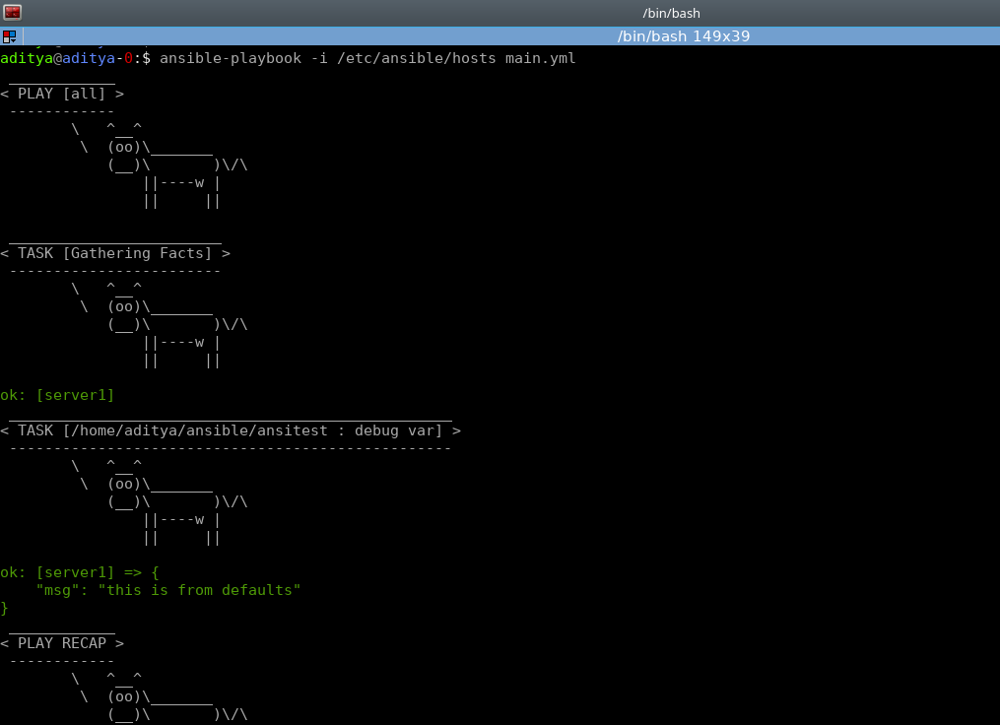 /bin/bash
/bin/bash 149x39
aditya@aditya-0:$ ansible-playbook -i /etc/ansible/hosts main.yml
 ____________
< PLAY [all] >
 ------------
        \   ^__^
         \  (oo)\_______
            (__)\       )\/\
                ||----w |
                ||     ||
 ________________________
< TASK [Gathering Facts] >
 ------------------------
        \   ^__^
         \  (oo)\_______
            (__)\       )\/\
                ||----w |
                ||     ||
ok: [server1]
 __________________________________________________
< TASK [/home/aditya/ansible/ansitest : debug var] >
 --------------------------------------------------
        \   ^__^
         \  (oo)\_______
            (__)\       )\/\
                ||----w |
                ||     ||
ok: [server1] => {
    "msg": "this is from defaults"
}
 ____________
< PLAY RECAP >
 ------------
        \   ^__^
         \  (oo)\_______
            (__)\       )\/\